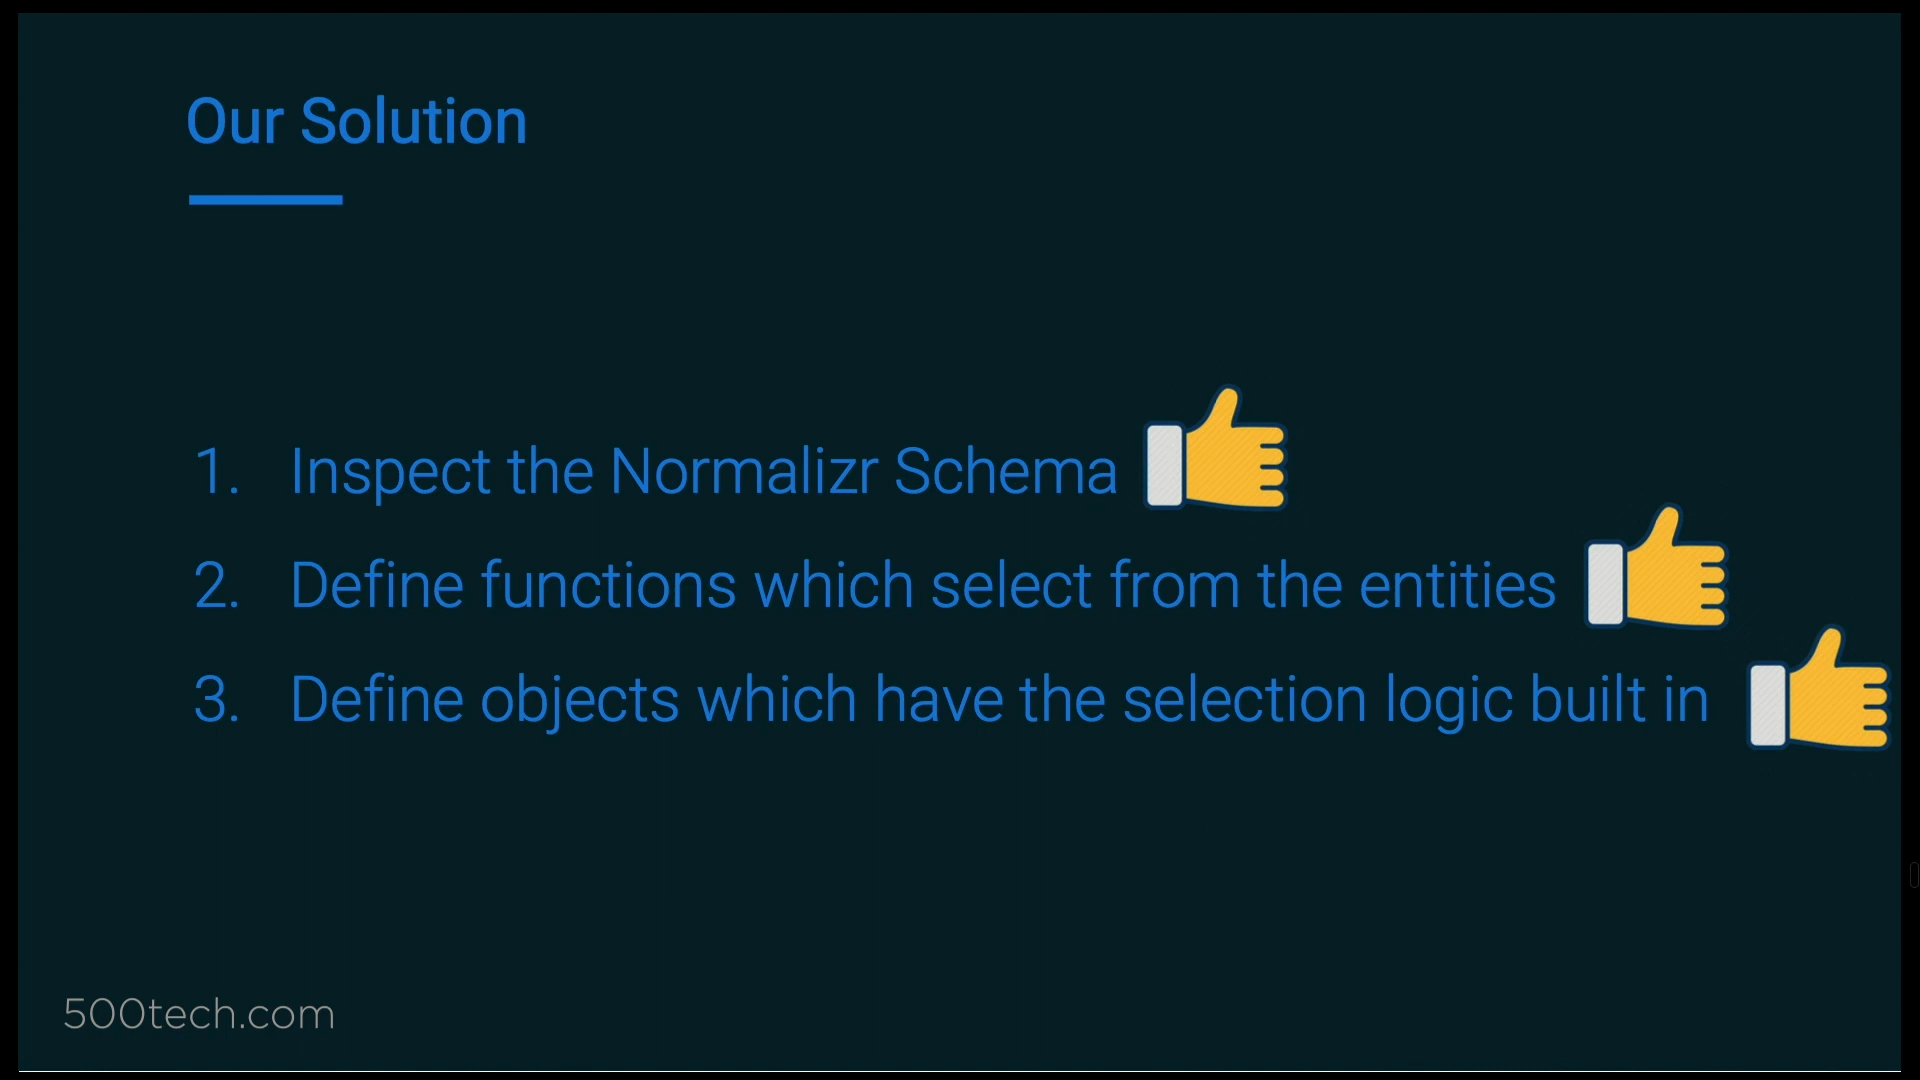 Our Solution
1. Inspect the Normalizr Schema
2. Define functions which select from the entities
3. Define objects which have the selection logic built in
500tech.com